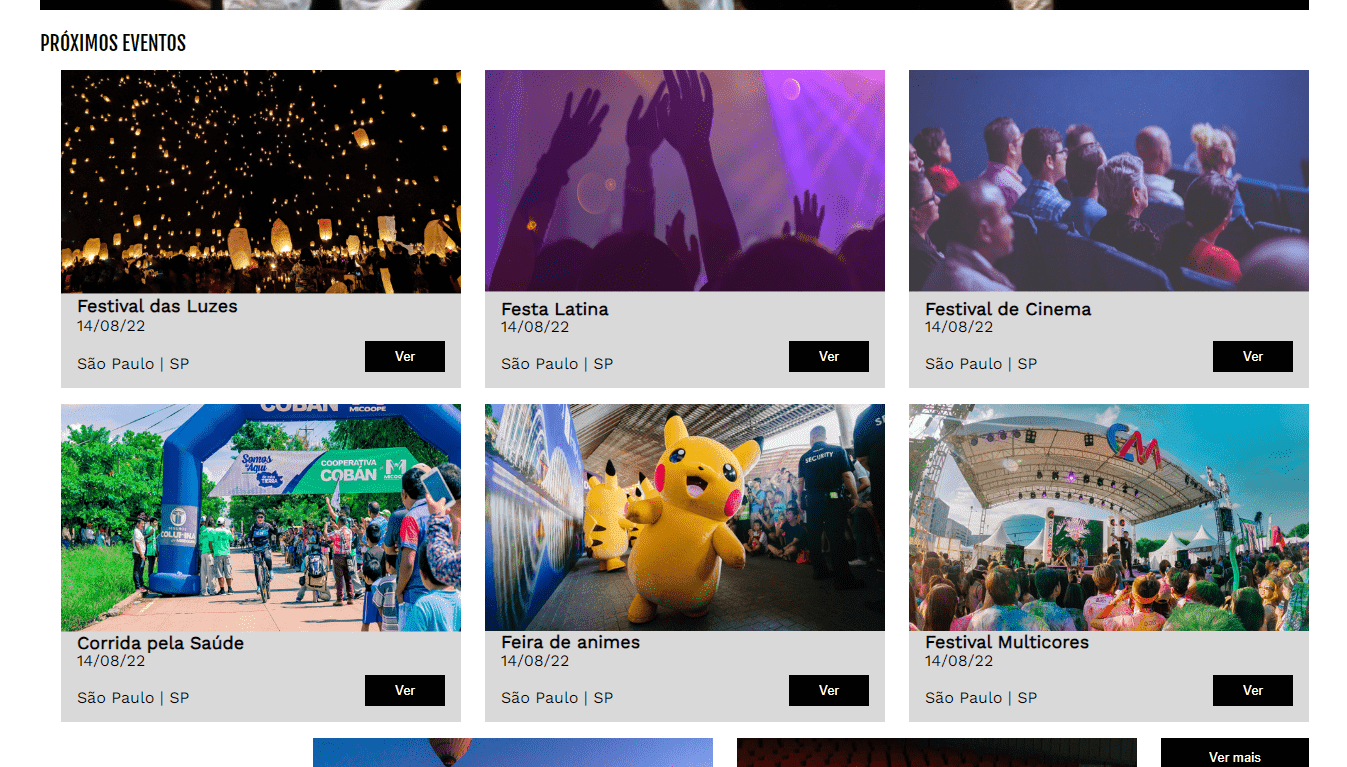 PRÓXIMOS EVENTOS
Festival das Luzes
14/08/22
São Paulo | SP
Ver
Festa Latina
14/08/22
São Paulo | SP
Ver
Festival de Cinema
14/08/22
São Paulo | SP
Ver
COBAN
MICOOPE
Somos
de Aquí
TIERRA
COOPERATIVA
COBÁN
MICOOPE
COLUMNA
Corrida pela Saúde
14/08/22
São Paulo | SP
Ver
SECURITY
Feira de animes
14/08/22
São Paulo | SP
Ver
CM
Festival Multicores
14/08/22
São Paulo | SP
Ver
Ver mais